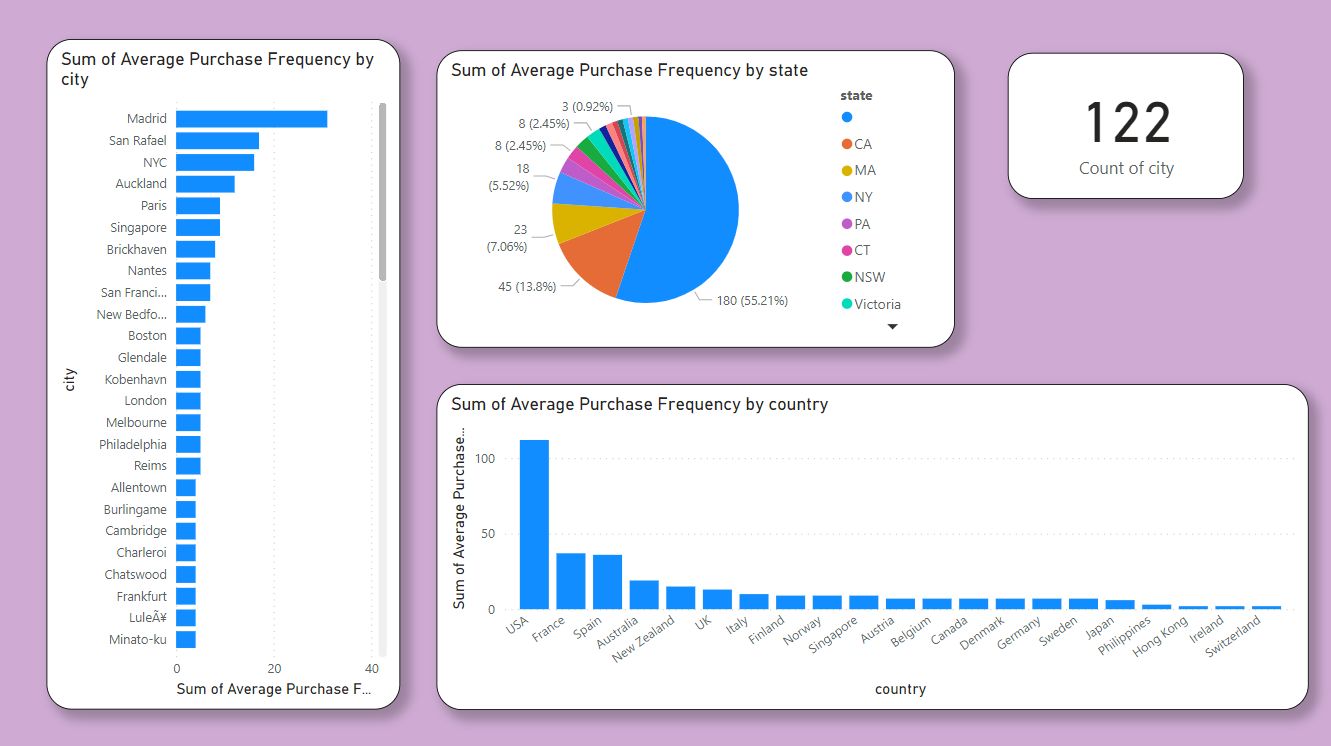 Sum of Average Purchase Frequency by
city
Madrid
San Rafael
NYC
Auckland
Paris
Singapore
Brickhaven
Nantes
San Franci...
New Bedfo...
Boston
Glendale
Kobenhavn
London
Melbourne
Philadelphia
Reims
Allentown
Burlingame
Cambridge
Charleroi
Chatswood
Frankfurt
LuleÃ¥
Minato-ku
city
0 20 40
Sum of Average Purchase F...
Sum of Average Purchase Frequency by state
3 (0.92%)
8 (2.45%)
8 (2.45%)
18
(5.52%)
23
(7.06%)
45 (13.8%)
180 (55.21%)
state
CA
MA
NY
PA
CT
NSW
Victoria
122
Count of city
Sum of Average Purchase Frequency by country
Sum of Average Purchase...
100
50
0
USA
France
Spain
Australia
New Zealand
UK
Italy
Finland
Norway
Singapore
Austria
Belgium
Canada
Denmark
Germany
Sweden
Japan
Philippines
Hong Kong
Ireland
Switzerland
country